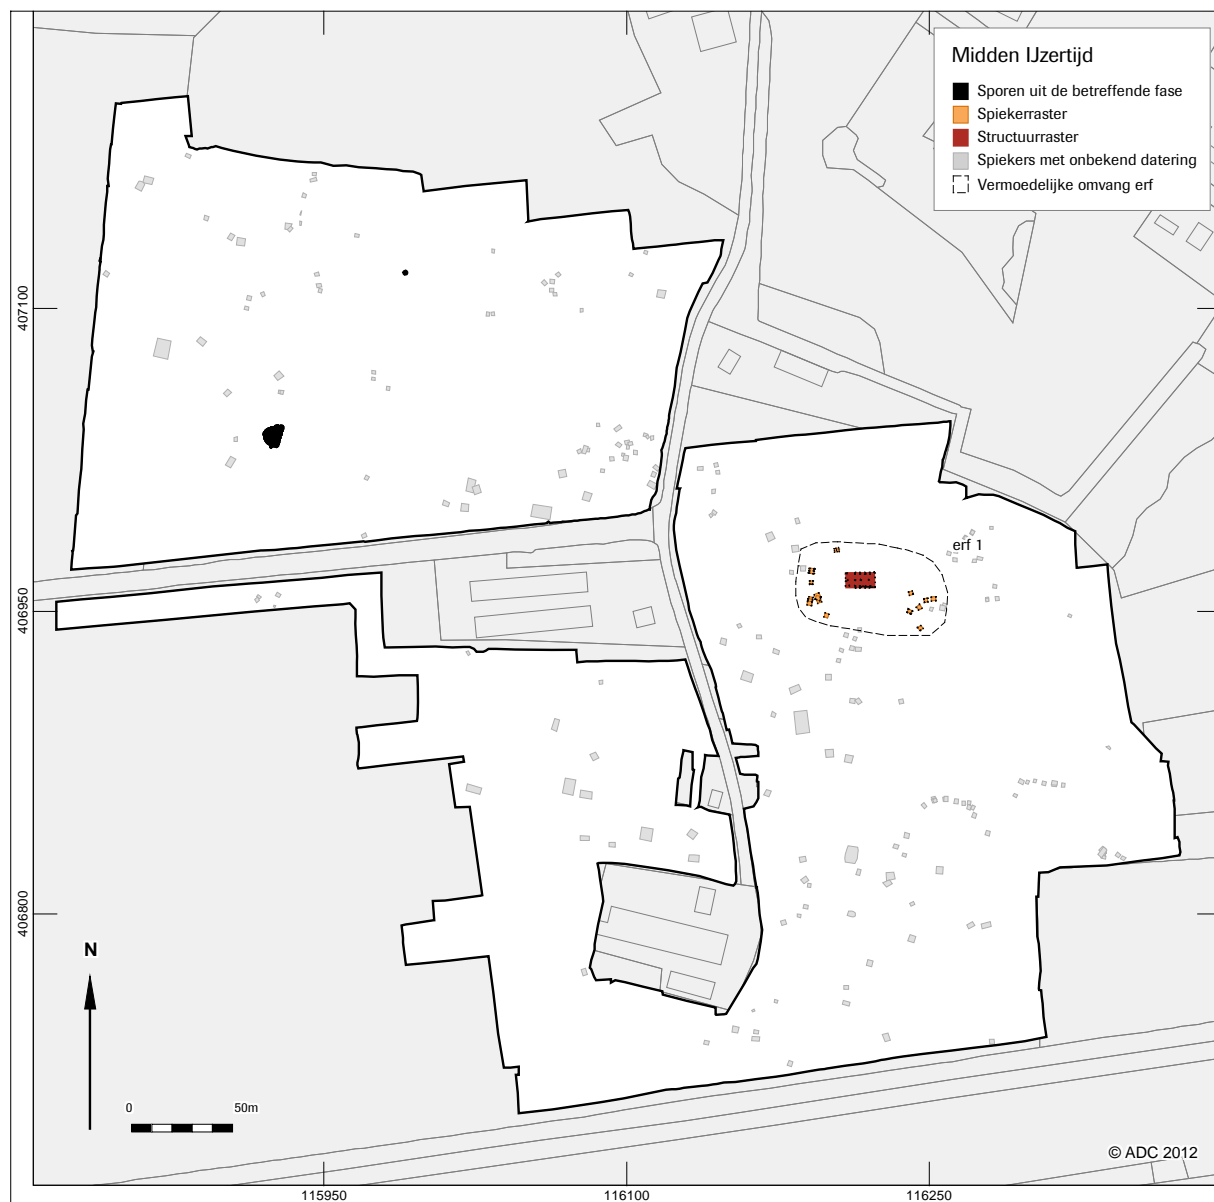 Midden IJzertijd
Sporen uit de betreffende fase
Spiekerraster
Structuurraster
Spiekers met onbekend datering
Vermoedelijke omvang erf
407100
erf 1
406950
406800
N
0 50m
© ADC 2012
115950 116100 116250